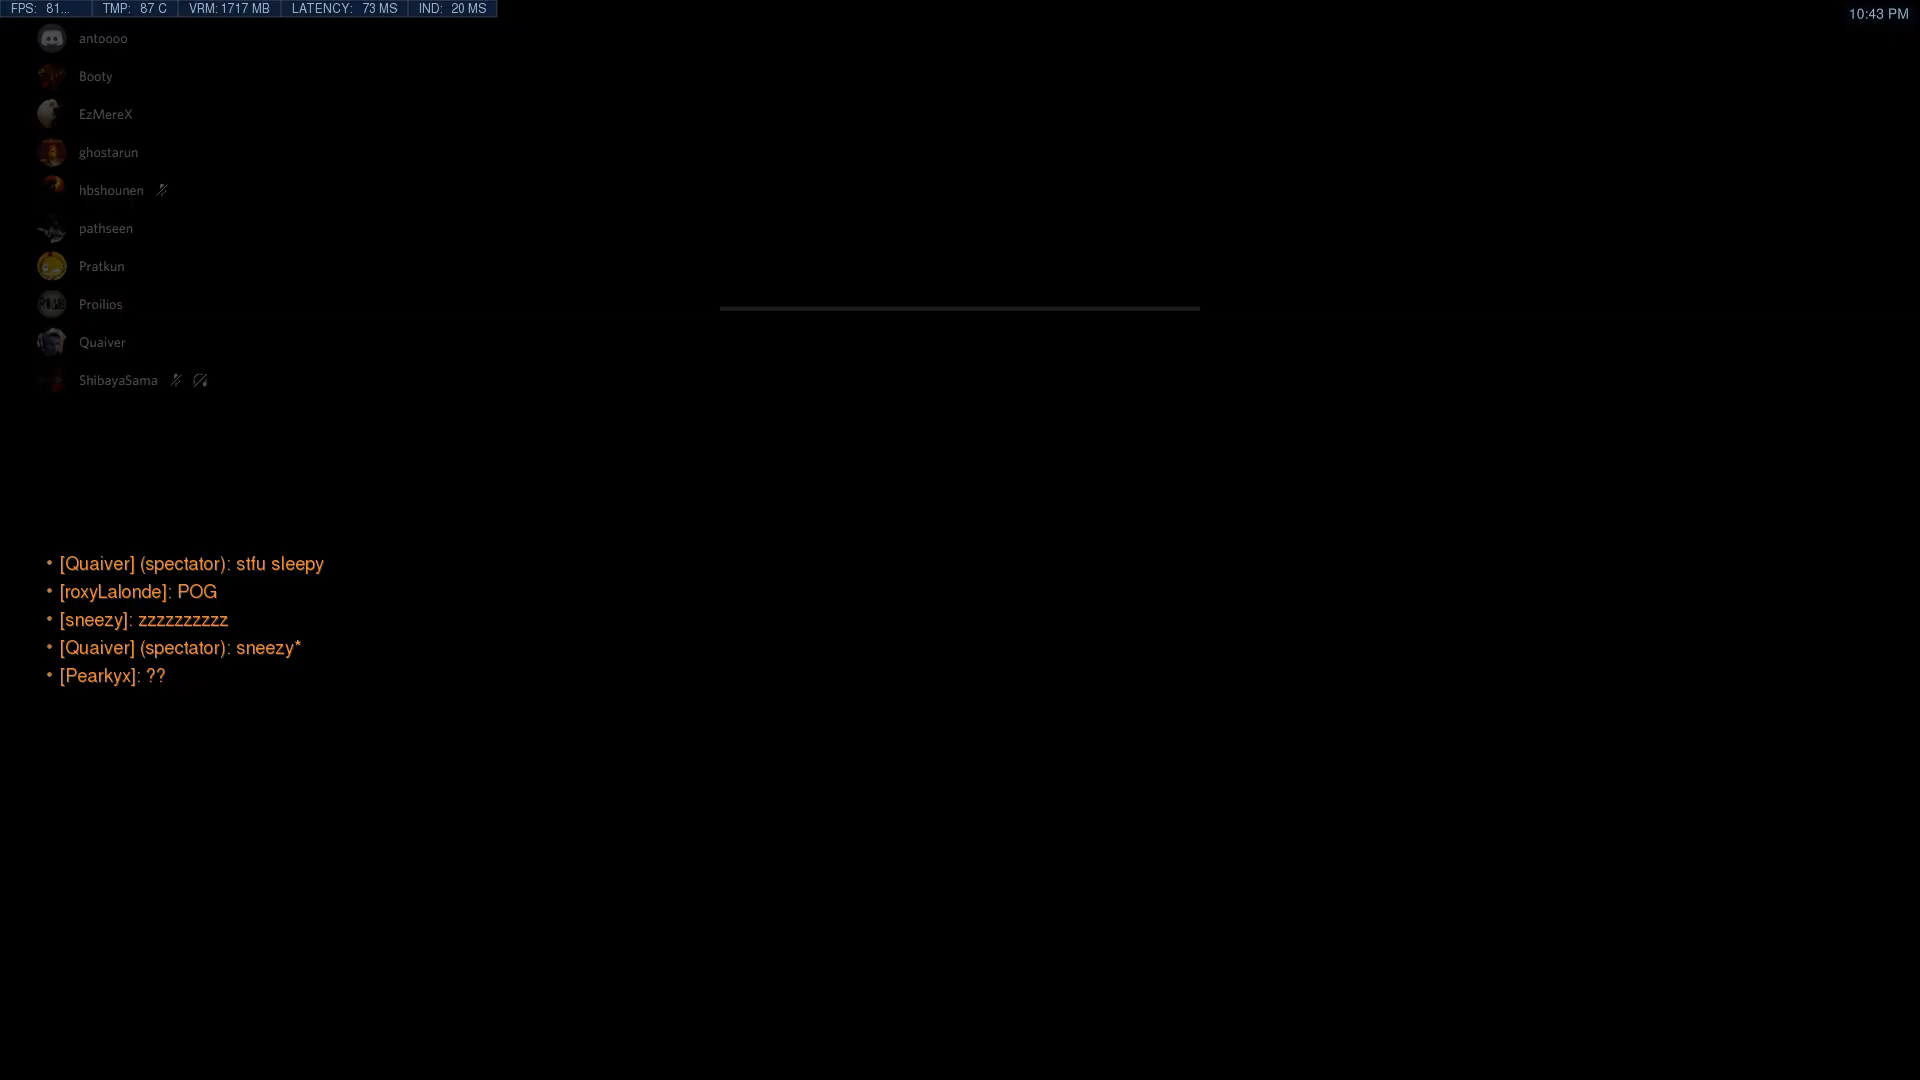 FPS: 81... TMP: 87 C VRM: 1717 MB LATENCY: 73 MS IND: 20 MS
10:43 PM
antoooo
Booty
EzMereX
ghostarun
hbshounen
pathseen
Pratkun
Proilios
Quaiver
ShibayaSama
• [Quaiver] (spectator): stfu sleepy
• [roxyLalonde]: POG
• [sneezy]: zzzzzzzzzz
• [Quaiver] (spectator): sneezy*
• [Pearkyx]: ??